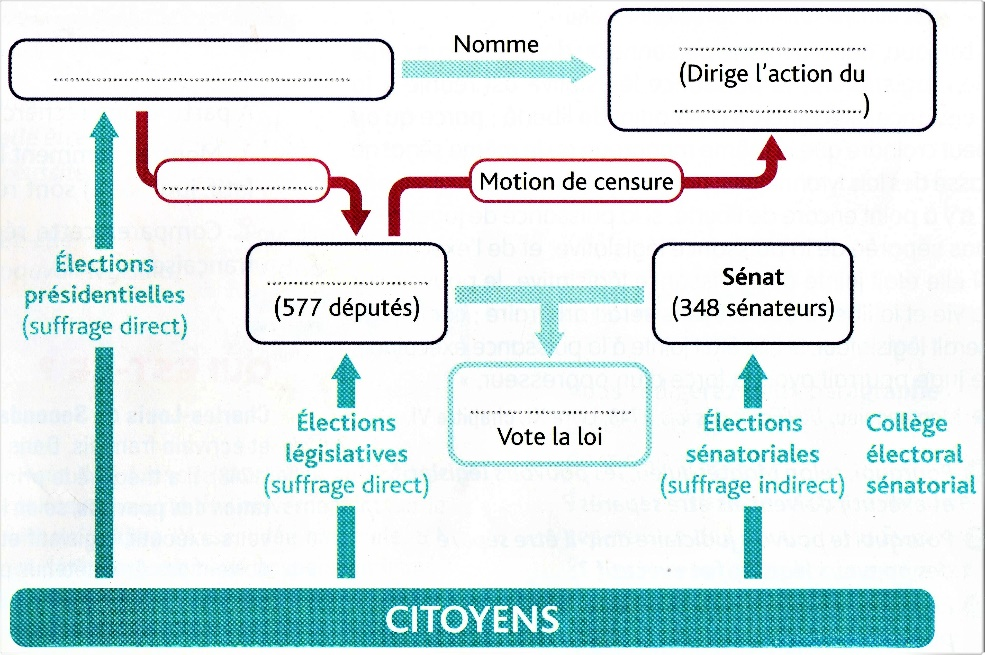 Nomme
(Dirige l'action du
)
Motion de censure
Élections
présidentielles
(suffrage direct)
(577 députés)
Sénat
(348 sénateurs)
Vote la loi
Élections
législatives
(suffrage direct)
Élections
sénatoriales
(suffrage indirect)
Collège
électoral
sénatorial
CITOYENS